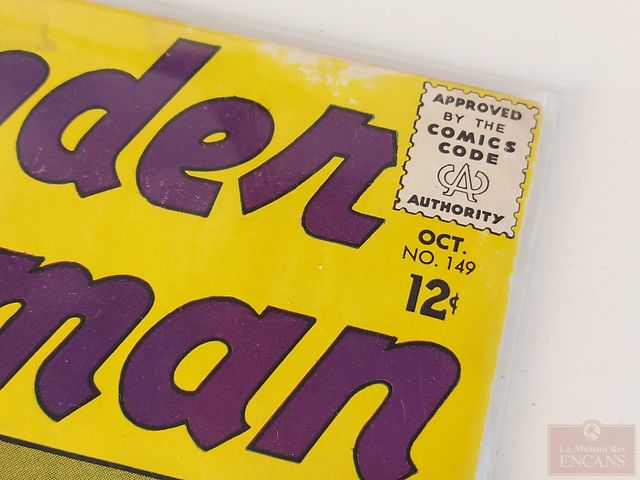 nder
man
APPROVED
BY THE
COMICS
CODE
CA
AUTHORITY
OCT.
NO. 149
12¢
La Maison des
ENCANS